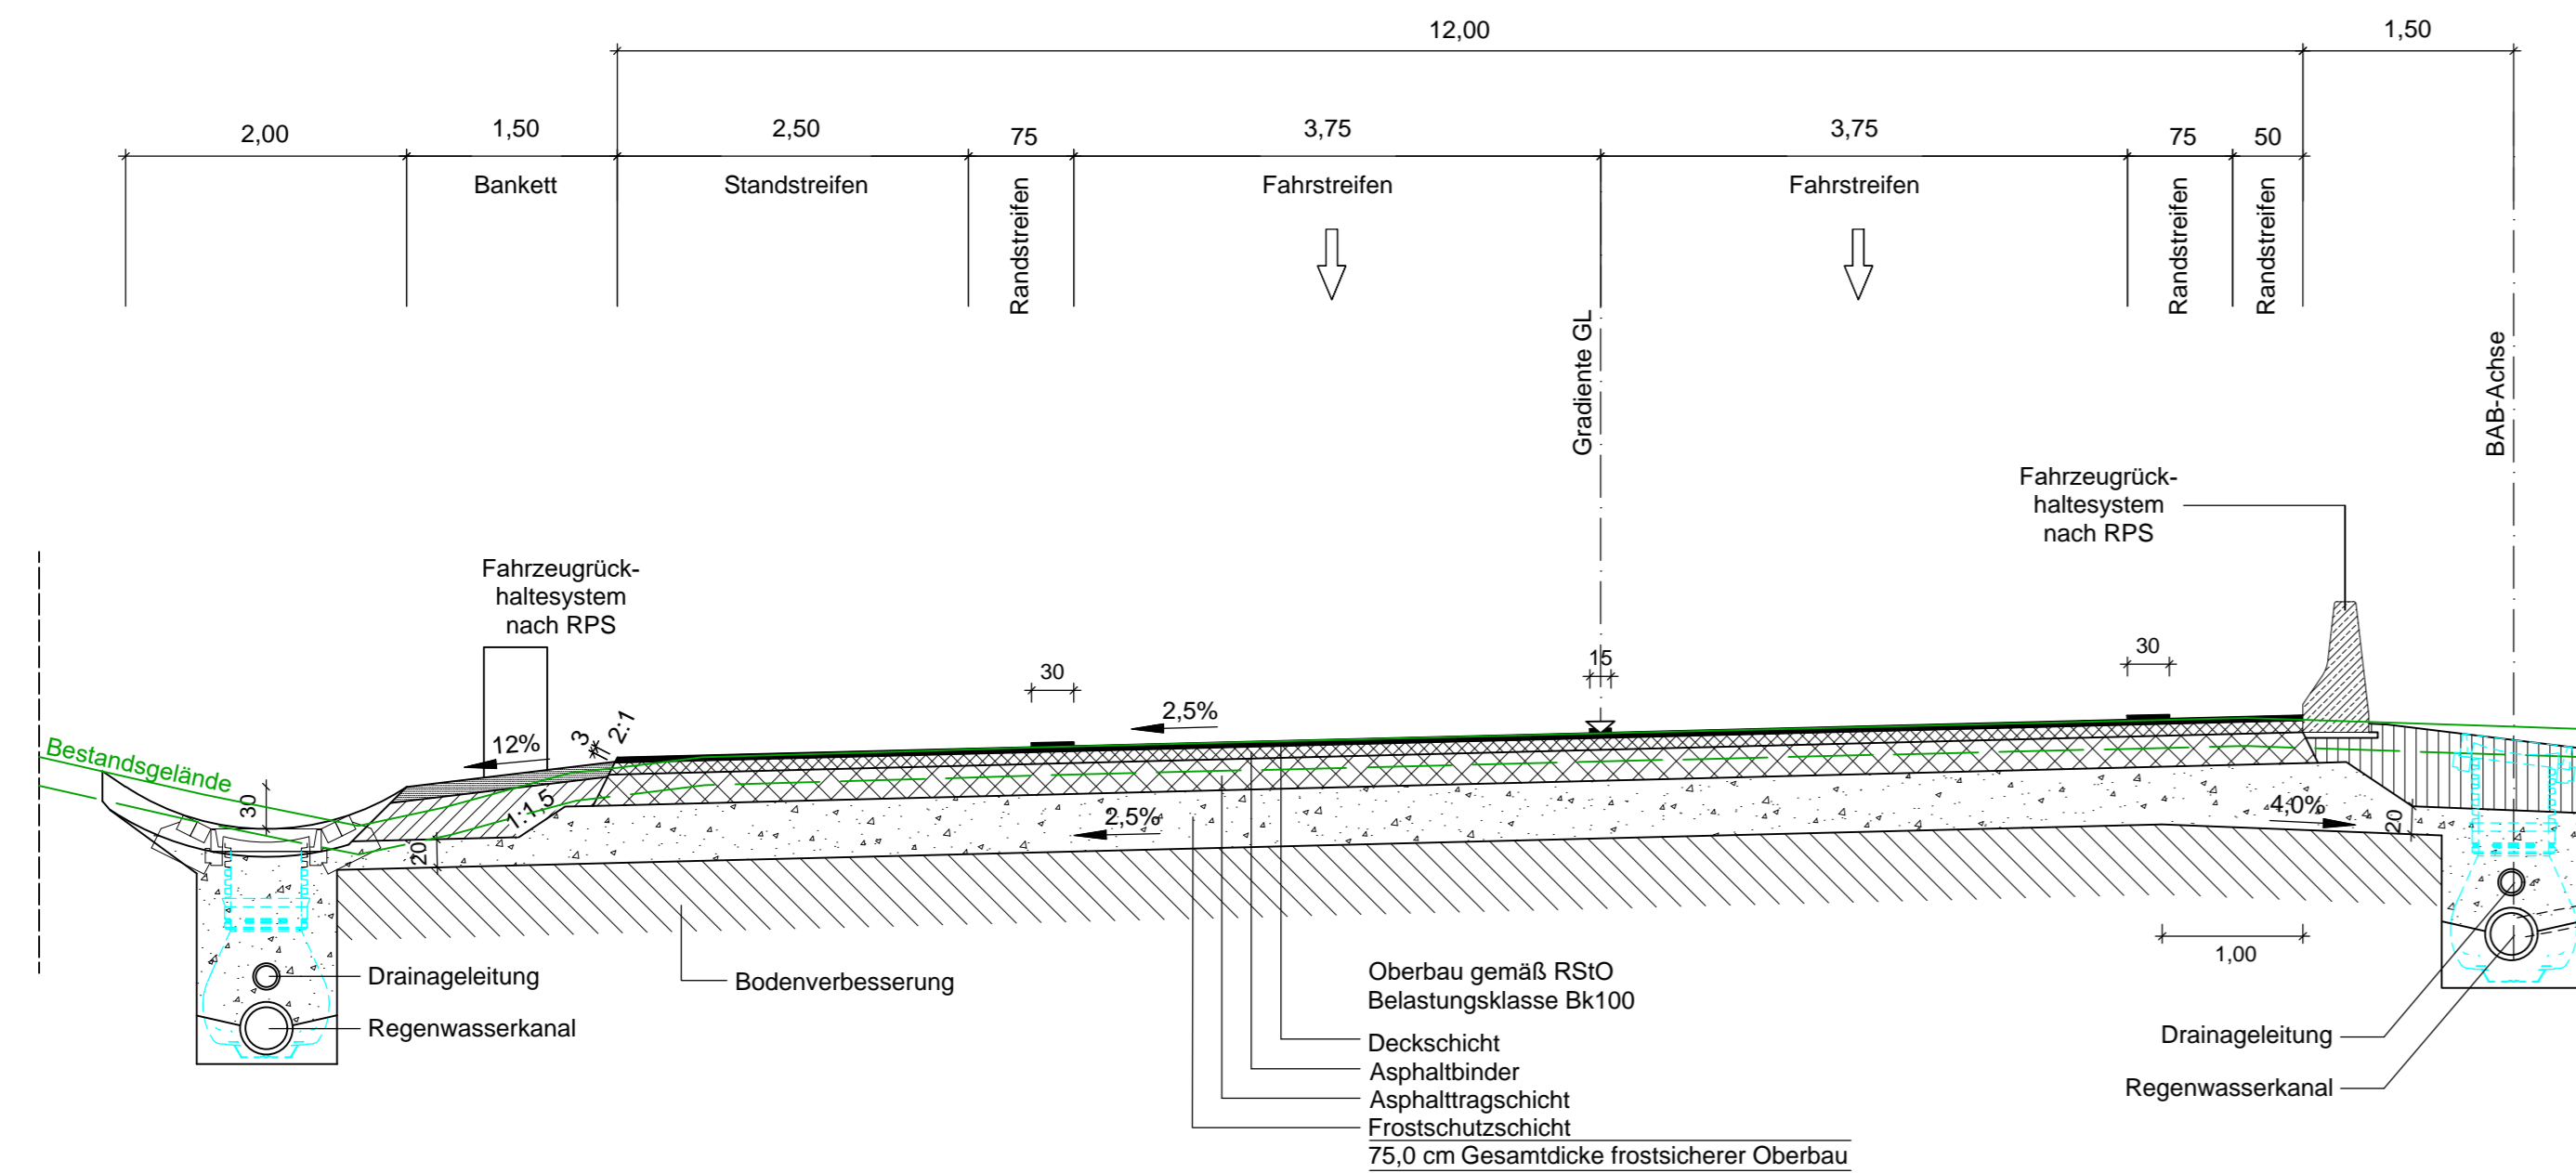 12,00
1,50
2,00
1,50
2,50
75
3,75
3,75
75
50
Bankett
Standstreifen
Randstreifen
Fahrstreifen
Fahrstreifen
Randstreifen
Randstreifen
Gradiente GL
BAB-Achse
Fahrzeugrück-
haltesystem
nach RPS
Fahrzeugrück-
haltesystem
nach RPS
30
15
30
2,5%
12%
3
2:1
Bestandsgelände
30
1:1,5
20
2,5%
4,0%
20
1,00
Drainageleitung
Regenwasserkanal
Bodenverbesserung
Oberbau gemäß RStO
Belastungsklasse Bk100
Deckschicht
Asphaltbinder
Asphalttragschicht
Frostschutzschicht
75,0 cm Gesamtdicke frostsicherer Oberbau
Drainageleitung
Regenwasserkanal